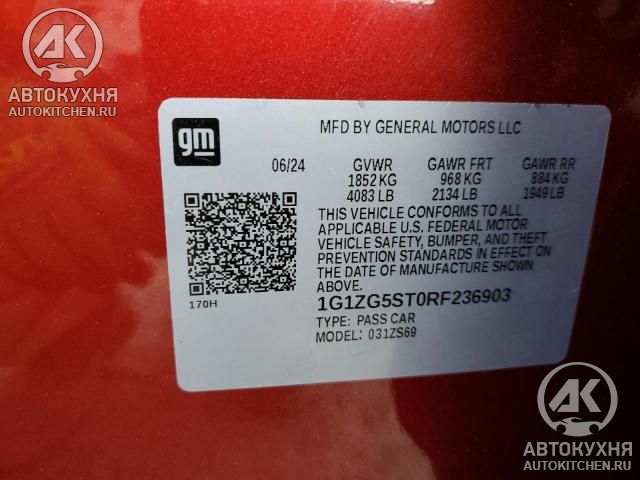 АВТОКУХНЯ
AUTOKITCHEN.RU
gm
MFD BY GENERAL MOTORS LLC
06/24 GVWR GAWR FRT GAWR RR
1852 KG 968 KG 884 KG
4083 LB 2134 LB 1949 LB
THIS VEHICLE CONFORMS TO ALL
APPLICABLE U.S. FEDERAL MOTOR
VEHICLE SAFETY, BUMPER, AND THEFT
PREVENTION STANDARDS IN EFFECT ON
THE DATE OF MANUFACTURE SHOWN
ABOVE.
170H
1G1ZG5ST0RF236903
TYPE: PASS CAR
MODEL: 031ZS69
АК
АВТОКУХНЯ
AUTOKITCHEN.RU